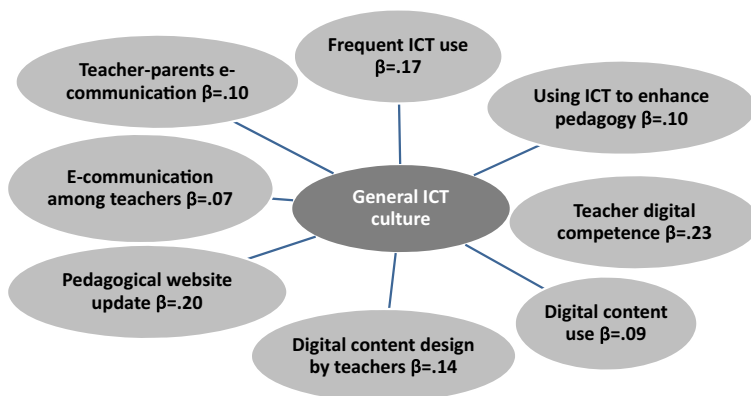 Frequent ICT use
β=.17
Teacher-parents e-
communication β=.10
Using ICT to enhance
pedagogy β=.10
E-communication
among teachers β=.07
General ICT
culture
Teacher digital
competence β=.23
Pedagogical website
update β=.20
Digital content
use β=.09
Digital content design
by teachers β=.14